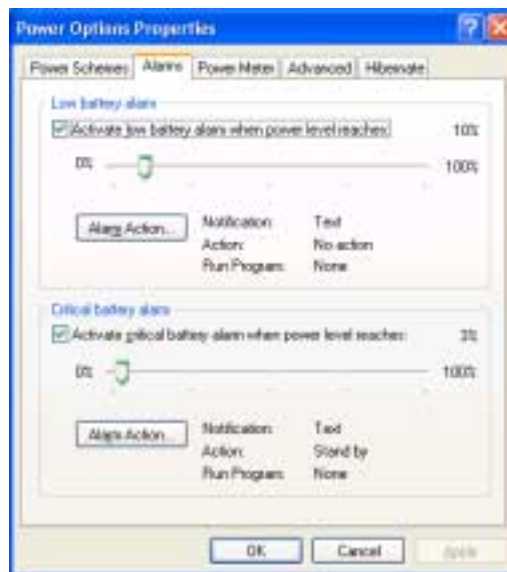 Power Options Properties
Power Schemes Alarms Power Meter Advanced Hibernate
Low battery alarm
Activate low battery alarm when power level reaches: 10%
0% 100%
Alarm Action... Notification: Text
Action: No action
Run Program: None
Critical battery alarm
Activate critical battery alarm when power level reaches: 3%
0% 100%
Alarm Action... Notification: Text
Action: Stand by
Run Program: None
OK Cancel Apply